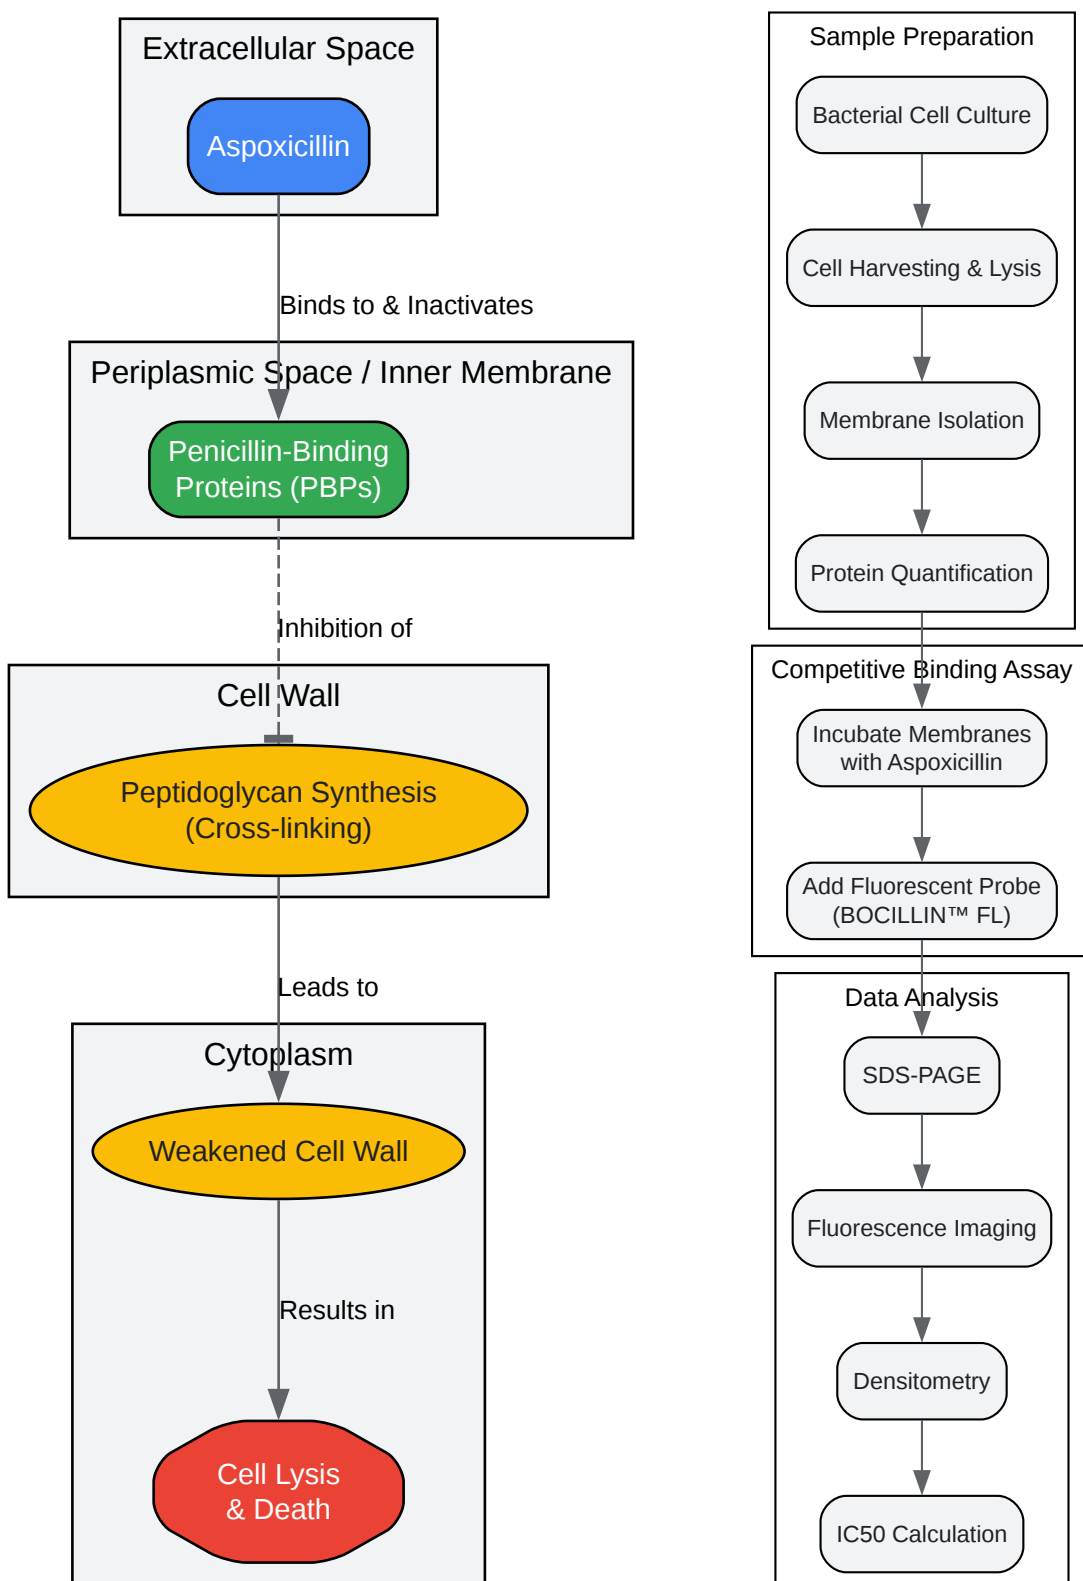 Extracellular Space
Aspoxicillin
Binds to & Inactivates
Periplasmic Space / Inner Membrane
Penicillin-Binding
Proteins (PBPs)
Inhibition of
Cell Wall
Peptidoglycan Synthesis
(Cross-linking)
Leads to
Cytoplasm
Weakened Cell Wall
Results in
Cell Lysis
& Death
Sample Preparation
Bacterial Cell Culture
Cell Harvesting & Lysis
Membrane Isolation
Protein Quantification
Competitive Binding Assay
Incubate Membranes
with Aspoxicillin
Add Fluorescent Probe
(BOCILLIN™ FL)
Data Analysis
SDS-PAGE
Fluorescence Imaging
Densitometry
IC50 Calculation